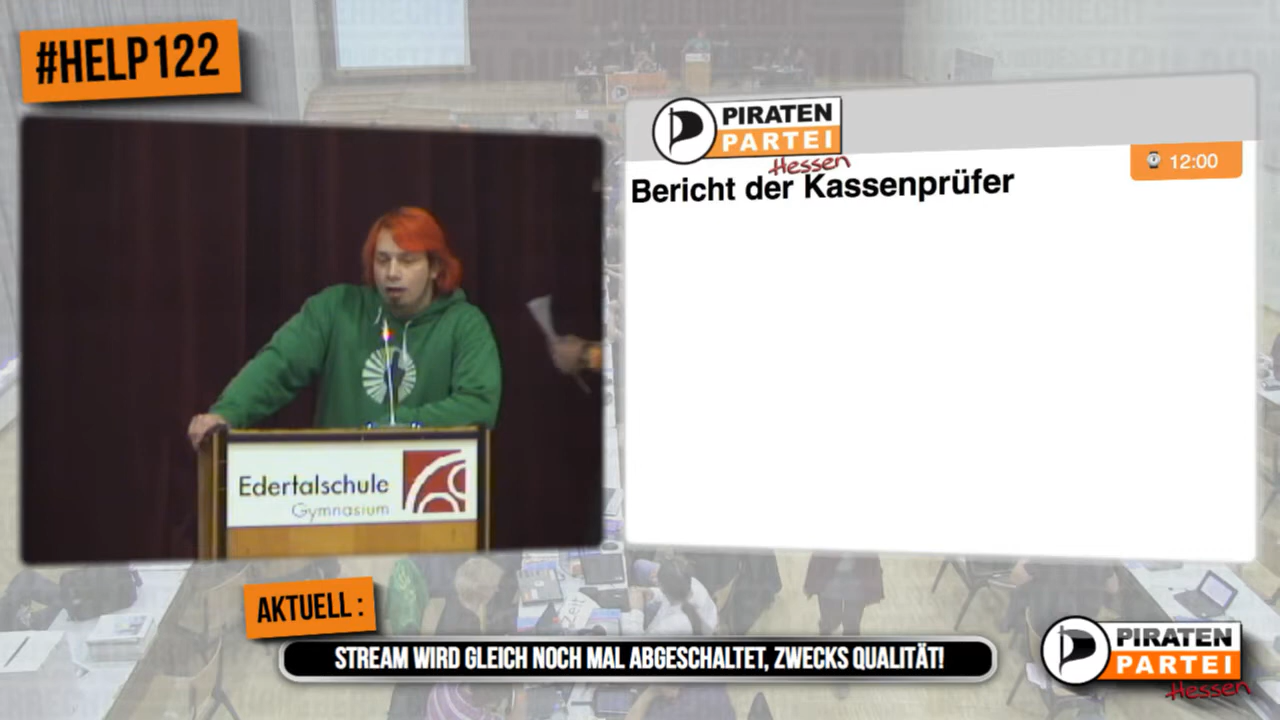 #HELP122
PIRATEN
PARTEI
Hessen
12:00
Bericht der Kassenprüfer
Edertalschule
Gymnasium
AKTUELL :
STREAM WIRD GLEICH NOCH MAL ABGESCHALTET, ZWECKS QUALITÄT!
PIRATEN
PARTEI
Hessen